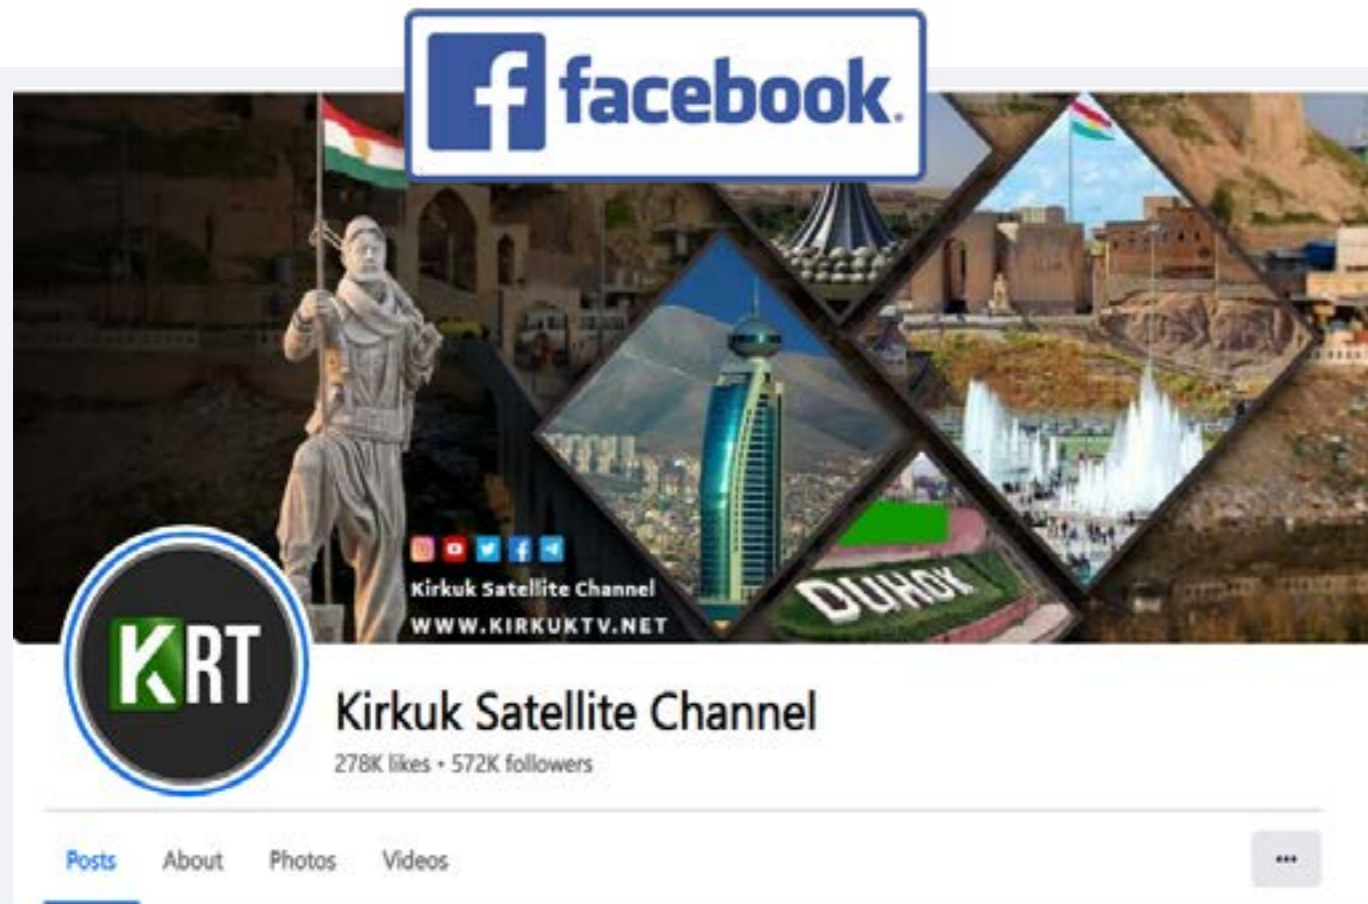 facebook.
DUHOK
Kirkuk Satellite Channel
WWW.KIRKUKTV.NET
KRT
Kirkuk Satellite Channel
278K likes • 572K followers
Posts About Photos Videos